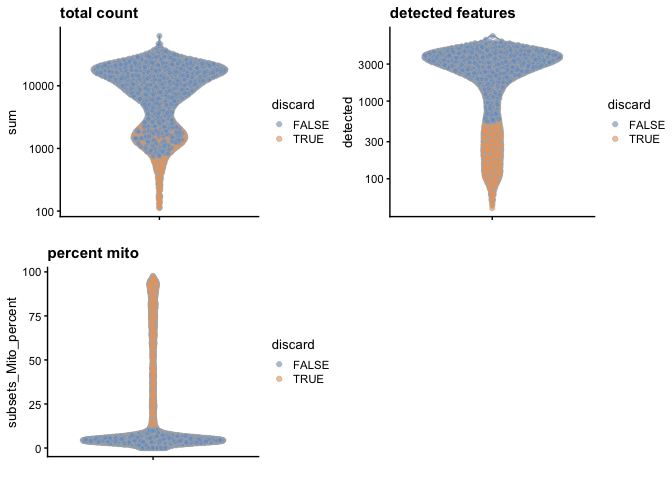 total count
sum
10000
1000
100
discard
FALSE
TRUE
detected features
detected
3000
1000
300
100
discard
FALSE
TRUE
percent mito
subsets_Mito_percent
100
75
50
25
0
discard
FALSE
TRUE